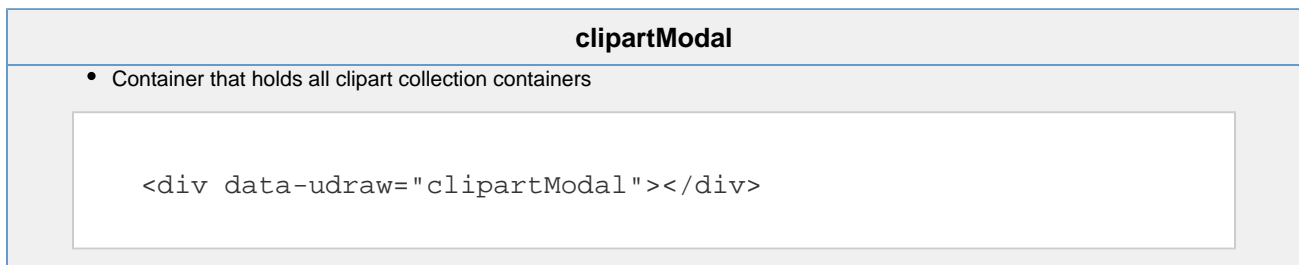 clipartModal
• Container that holds all clipart collection containers
<div data-udraw="clipartModal"></div>